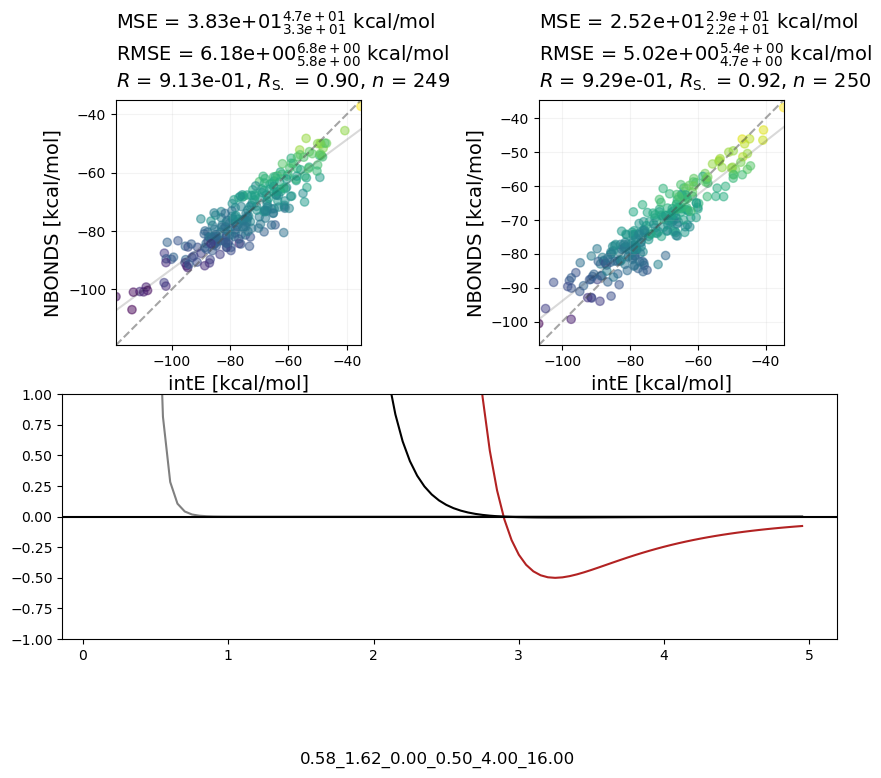 MSE = 3.83e+01 4.7e+01 3.3e+01 kcal/mol
RMSE = 6.18e+00 6.8e+00 5.8e+00 kcal/mol
R = 9.13e-01, R S. = 0.90, n = 249
−40
−60
−80
−100
NBONDS [kcal/mol]
−100 −80 −60 −40
intE [kcal/mol]
MSE = 2.52e+01 2.9e+01 2.2e+01 kcal/mol
RMSE = 5.02e+00 5.4e+00 4.7e+00 kcal/mol
R = 9.29e-01, R S. = 0.92, n = 250
−40
−50
−60
−70
−80
−90
−100
NBONDS [kcal/mol]
−100 −80 −60 −40
intE [kcal/mol]
1.00
0.75
0.50
0.25
0.00
−0.25
−0.50
−0.75
−1.00
0 1 2 3 4 5
0.58_1.62_0.00_0.50_4.00_16.00